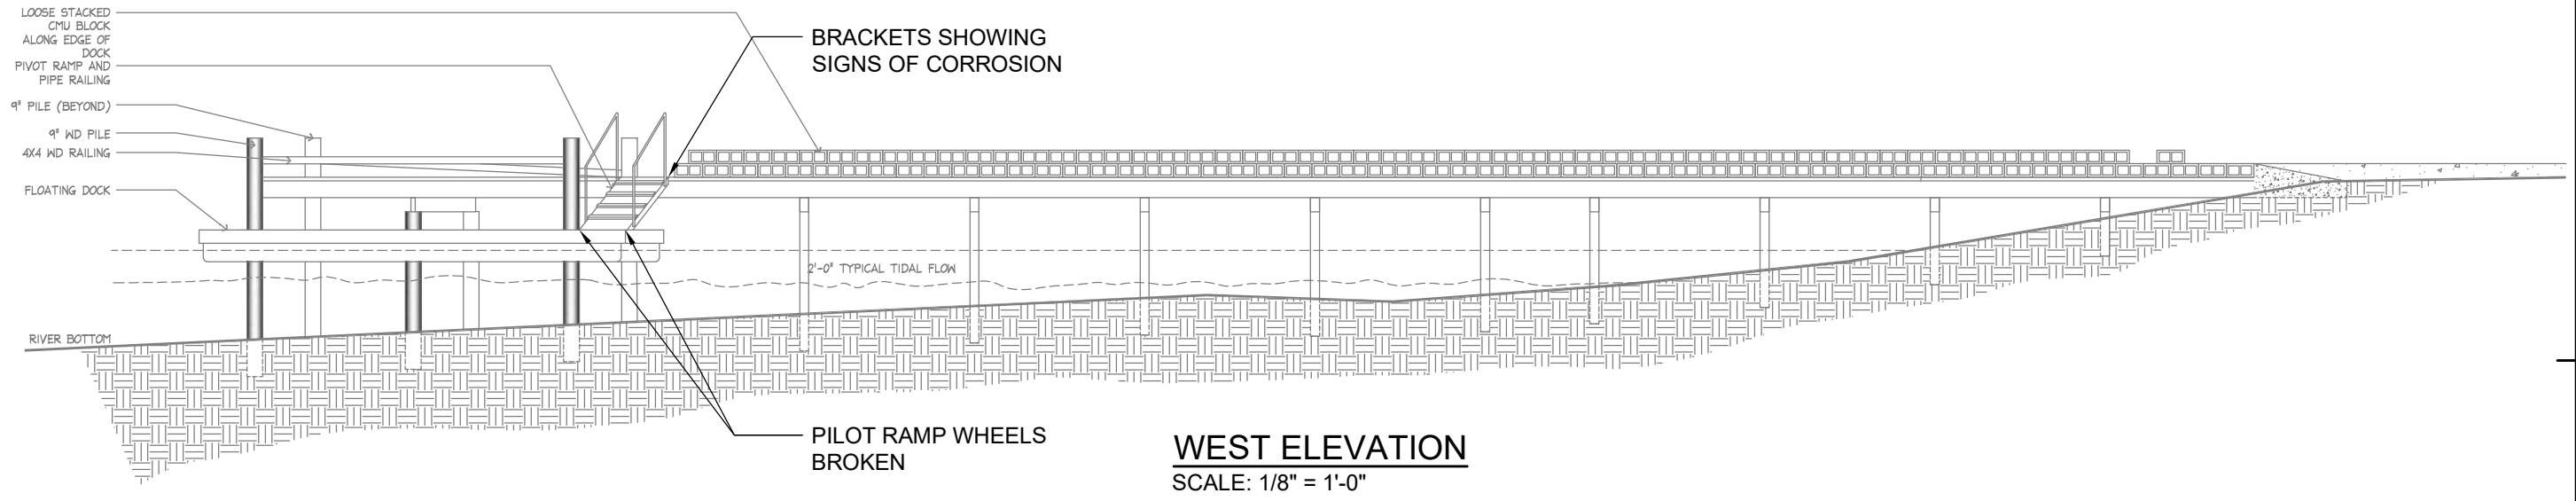 LOOSE STACKED
CMU BLOCK
ALONG EDGE OF
DOCK
PIVOT RAMP AND
PIPE RAILING
9" PILE (BEYOND)
9" WD PILE
4X4 WD RAILING
FLOATING DOCK
RIVER BOTTOM
BRACKETS SHOWING
SIGNS OF CORROSION
2'-0" TYPICAL TIDAL FLOW
PILOT RAMP WHEELS
BROKEN
WEST ELEVATION
SCALE: 1/8" = 1'-0"